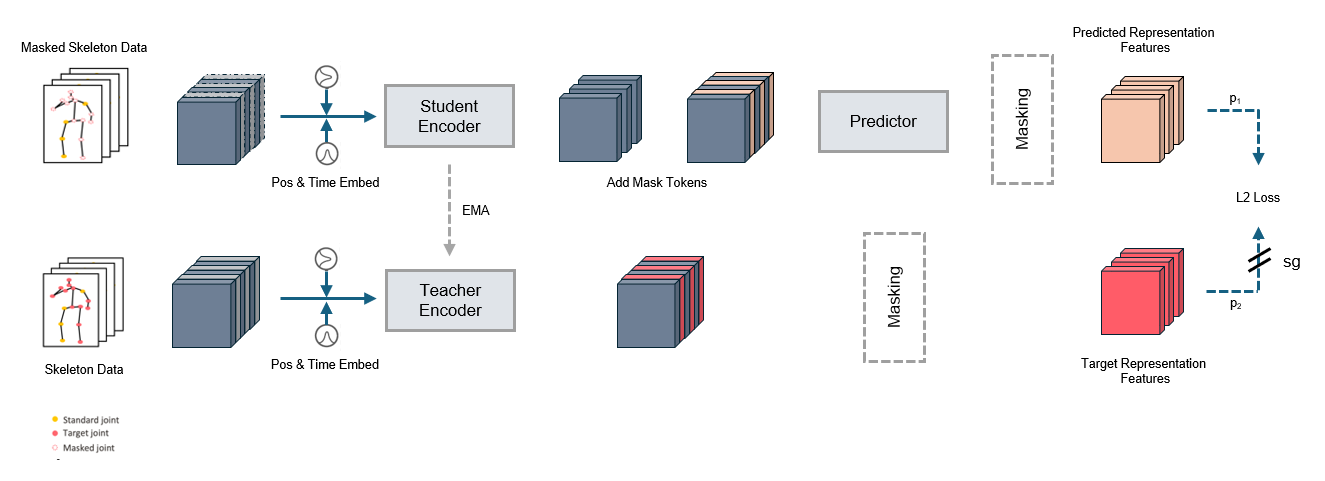 Masked Skeleton Data
Pos & Time Embed
Student
Encoder
Add Mask Tokens
Predictor
Masking
Predicted Representation
Features
p1
L2 Loss
EMA
Skeleton Data
Pos & Time Embed
Teacher
Encoder
Masking
Target Representation
Features
p2
sg
Standard joint
Target joint
Masked joint